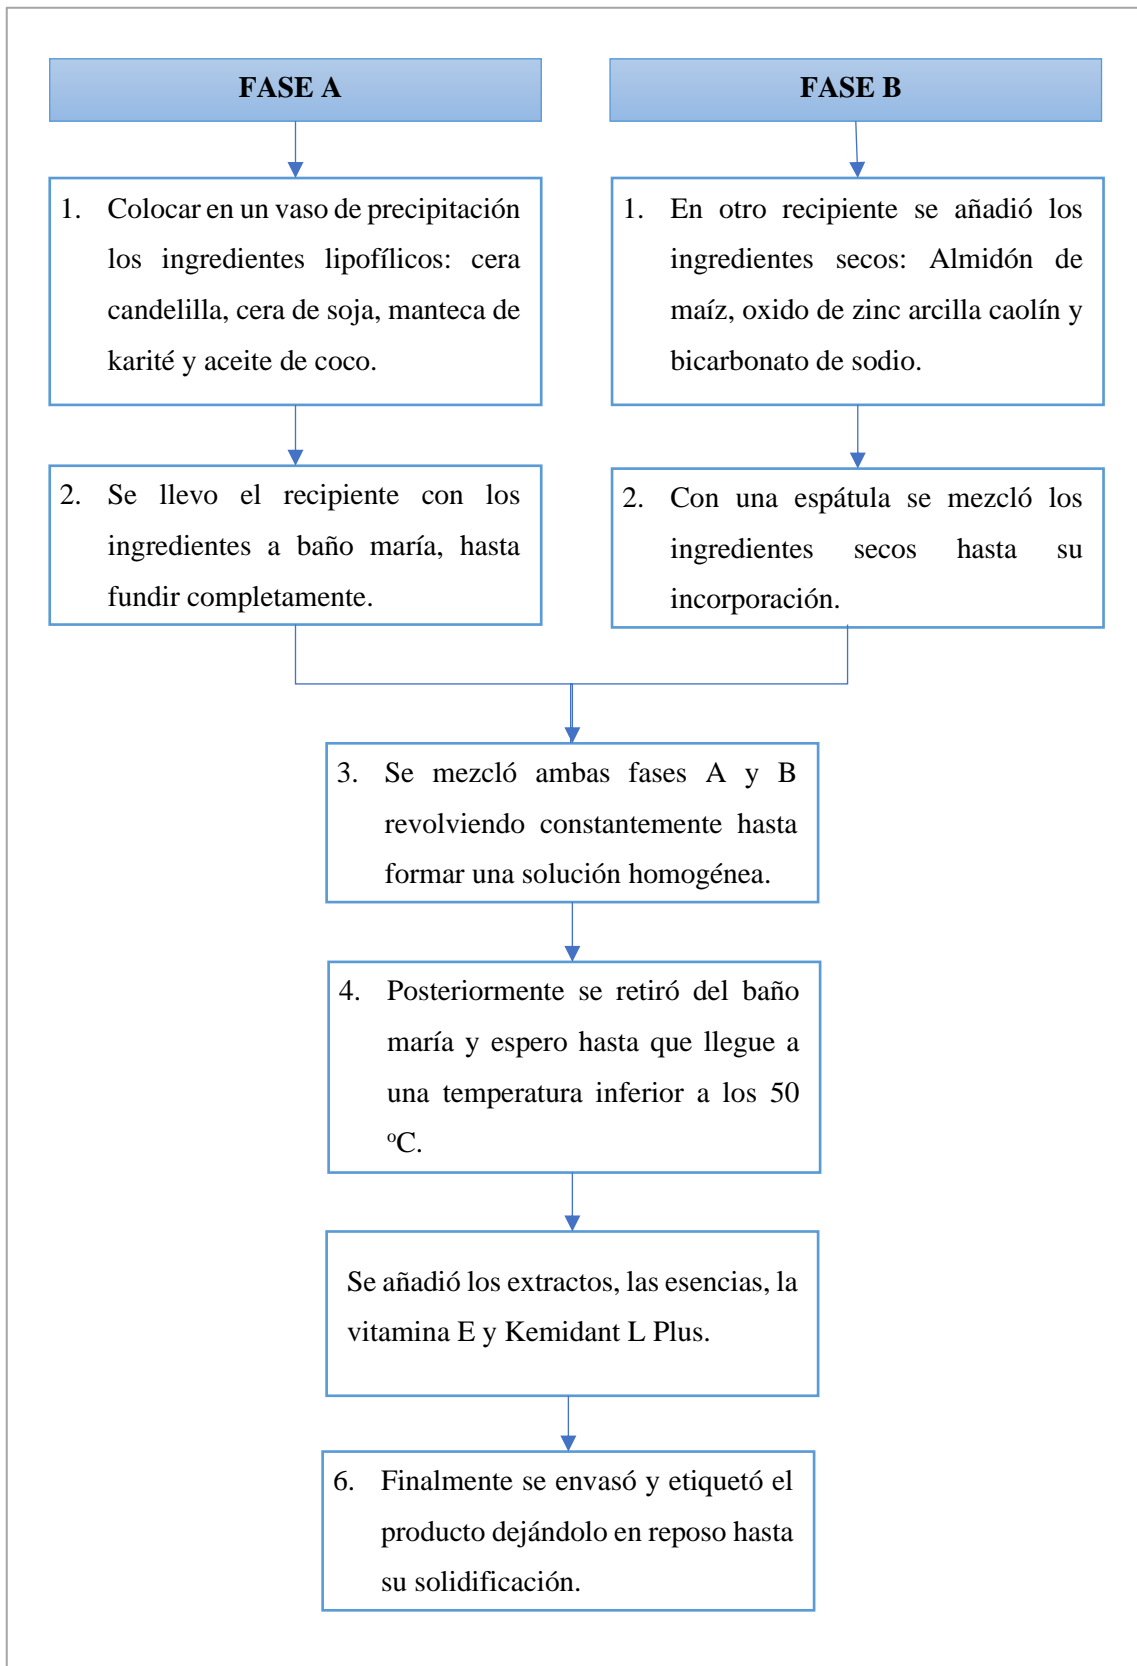 FASE A
1. Colocar en un vaso de precipitación
los ingredientes lipofílicos: cera
candelilla, cera de soja, manteca de
karité y aceite de coco.
2. Se llevo el recipiente con los
ingredientes a baño maría, hasta
fundir completamente.
FASE B
1. En otro recipiente se añadió los
ingredientes secos: Almidón de
maíz, oxido de zinc arcilla caolín y
bicarbonato de sodio.
2. Con una espátula se mezcló los
ingredientes secos hasta su
incorporación.
3. Se mezcló ambas fases A y B
revolviendo constantemente hasta
formar una solución homogénea.
4. Posteriormente se retiró del baño
maría y espero hasta que llegue a
una temperatura inferior a los 50
ºC.
Se añadió los extractos, las esencias, la
vitamina E y Kemidant L Plus.
6. Finalmente se envasó y etiquetó el
producto dejándolo en reposo hasta
su solidificación.